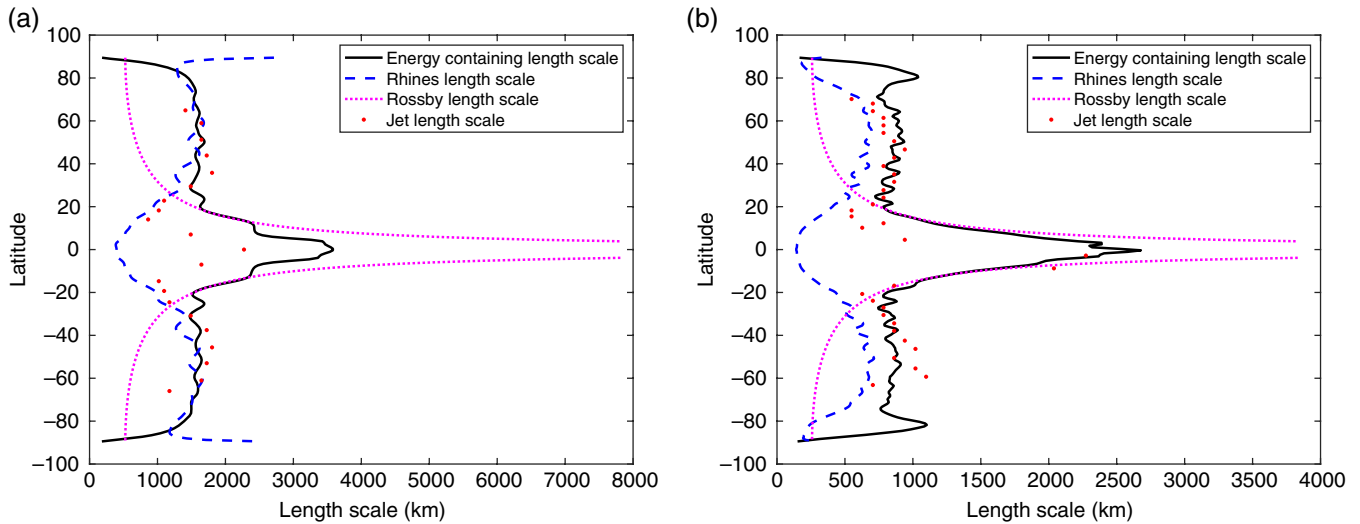 (a)
100
80
60
40
20
0
−20
−40
−60
−80
−100
Latitude
0 1000 2000 3000 4000 5000 6000 7000 8000
Length scale (km)
Energy containing length scale
Rhines length scale
Rossby length scale
Jet length scale
(b)
100
80
60
40
20
0
−20
−40
−60
−80
−100
Latitude
0 500 1000 1500 2000 2500 3000 3500 4000
Length scale (km)
Energy containing length scale
Rhines length scale
Rossby length scale
Jet length scale